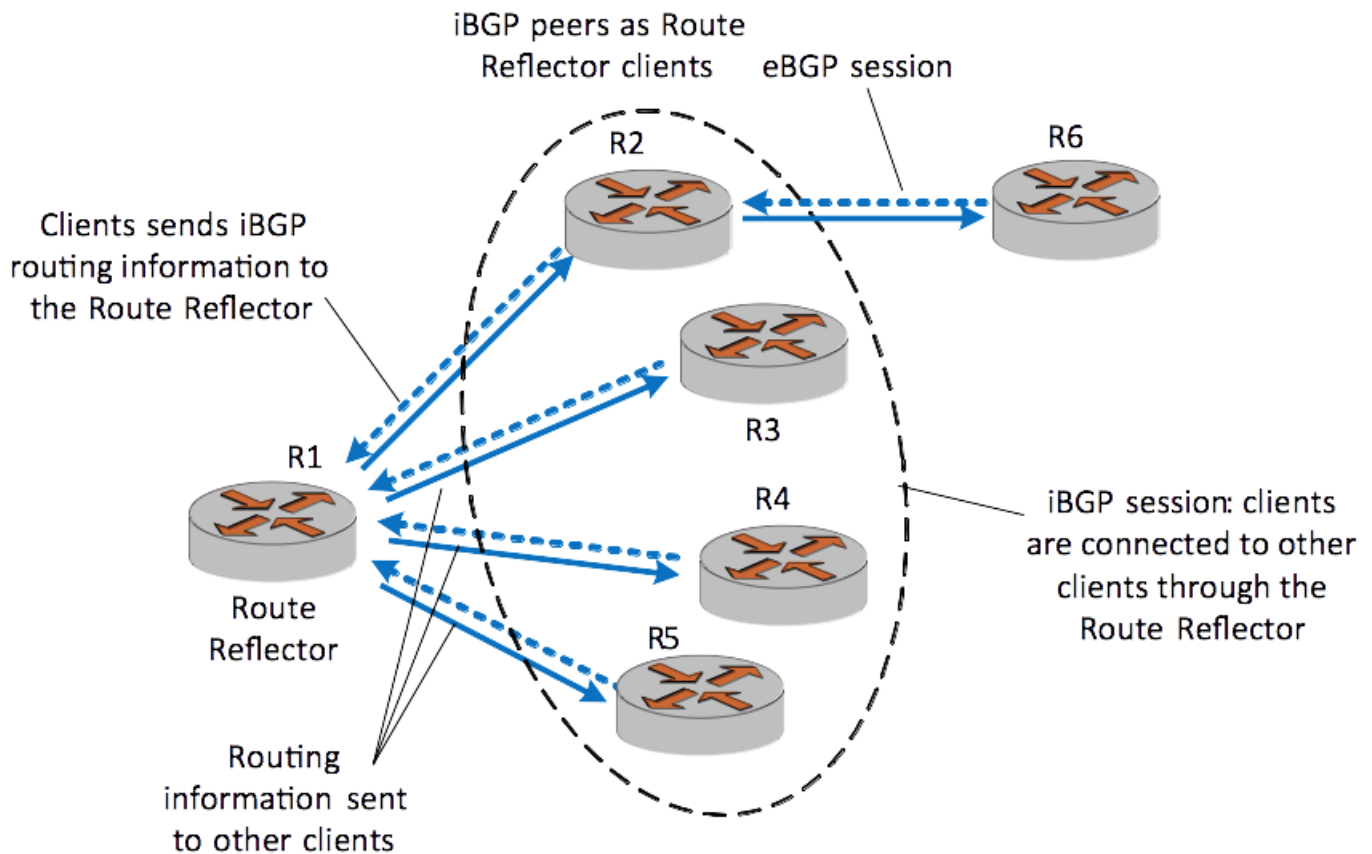 iBGP peers as Route
Reflector clients
eBGP session
R2
R6
Clients sends iBGP
routing information to
the Route Reflector
R3
R1
R4
iBGP session: clients
are connected to other
clients through the
Route Reflector
Route
Reflector
R5
Routing
information sent
to other clients